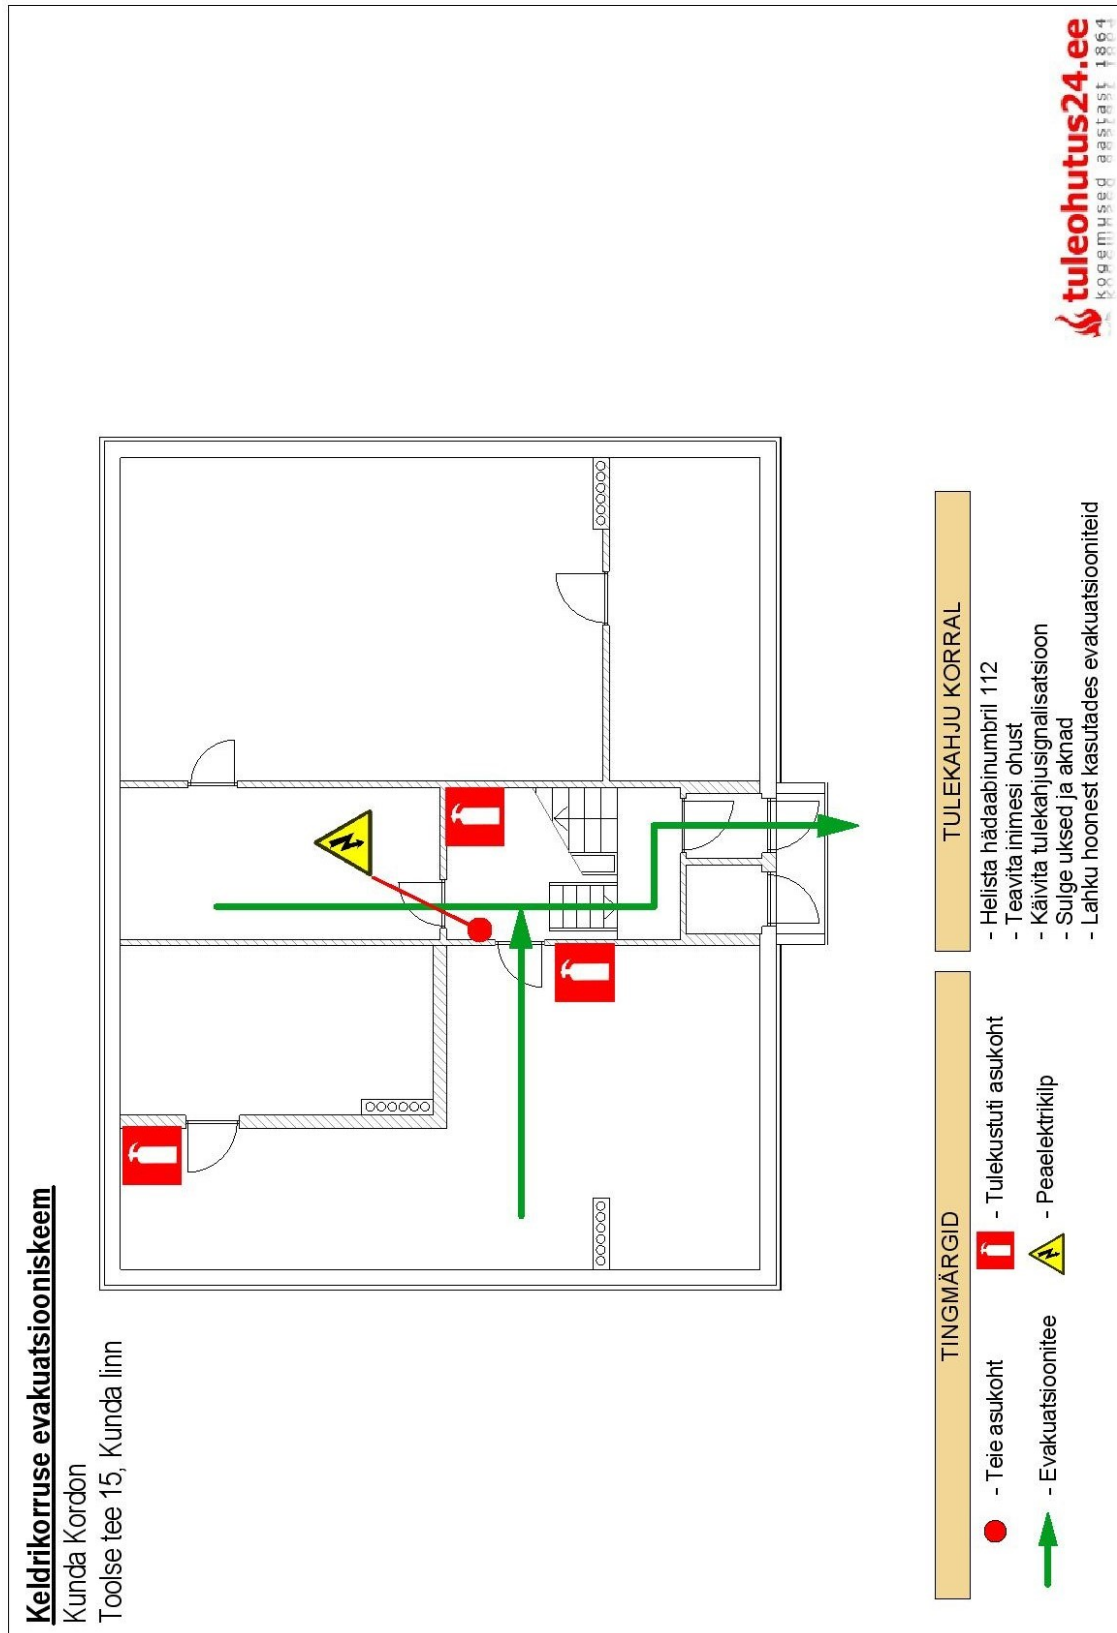 Keldrikorruse evakuatsiooniskeem
Kunda Kordon
Toolse tee 15, Kunda linn
TINGMÄRGID
- Teie asukoht
- Tulekustuti asukoht
- Evakuatsioonitee
- Peaelektrikilp
TULEKAHJU KORRAL
- Helista hädaabinumbril 112
- Teavita inimesi ohust
- Käivita tulekahjusignalisatsioon
- Sulge uksed ja aknad
- Lahku hoonest kasutades evakuatsiooniteid
tuleohutus24.ee
kogemused aastast 1864